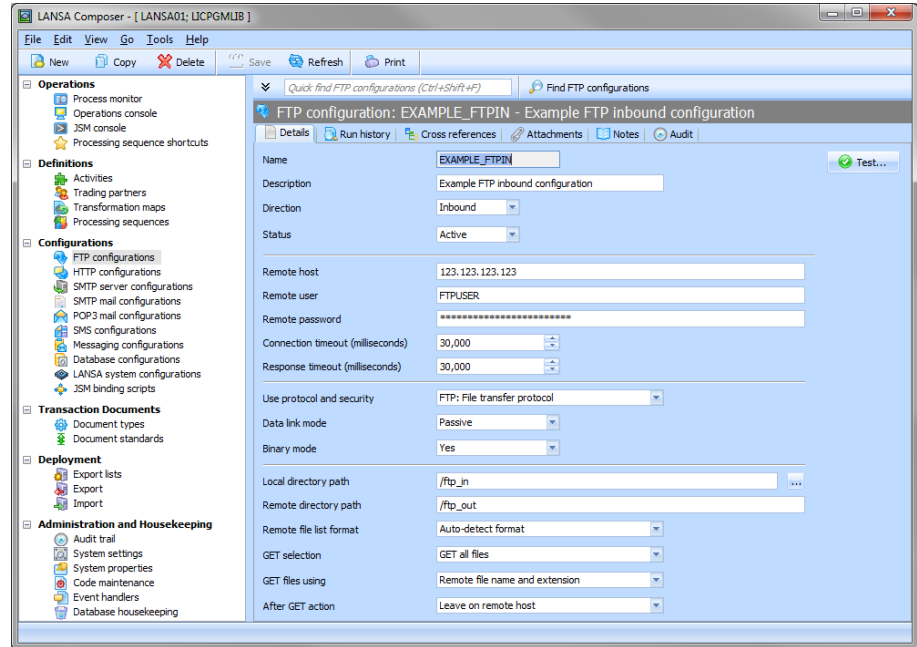 LANSA Composer - [ LANSA01; LICPGMLIB ]
File Edit View Go Tools Help
New Copy Delete Save Refresh Print
Operations
Process monitor
Operations console
JSM console
Processing sequence shortcuts
Definitions
Activities
Trading partners
Transformation maps
Processing sequences
Configurations
FTP configurations
HTTP configurations
SMTP server configurations
SMTP mail configurations
POP3 mail configurations
SMS configurations
Messaging configurations
Database configurations
LANSA system configurations
JSM binding scripts
Transaction Documents
Document types
Document standards
Deployment
Export lists
Export
Import
Administration and Housekeeping
Audit trail
System settings
System properties
Code maintenance
Event handlers
Database housekeeping
Quick find FTP configurations (Ctrl+Shift+F) Find FTP configurations
FTP configuration: EXAMPLE_FTPIN - Example FTP inbound configuration
Details Run history Cross references Attachments Notes Audit
Name EXAMPLE_FTPIN Test...
Description Example FTP inbound configuration
Direction Inbound
Status Active
Remote host 123.123.123.123
Remote user FTPUSER
Remote password ************************
Connection timeout (milliseconds) 30,000
Response timeout (milliseconds) 30,000
Use protocol and security FTP: File transfer protocol
Data link mode Passive
Binary mode Yes
Local directory path /ftp_in ...
Remote directory path /ftp_out
Remote file list format Auto-detect format
GET selection GET all files
GET files using Remote file name and extension
After GET action Leave on remote host